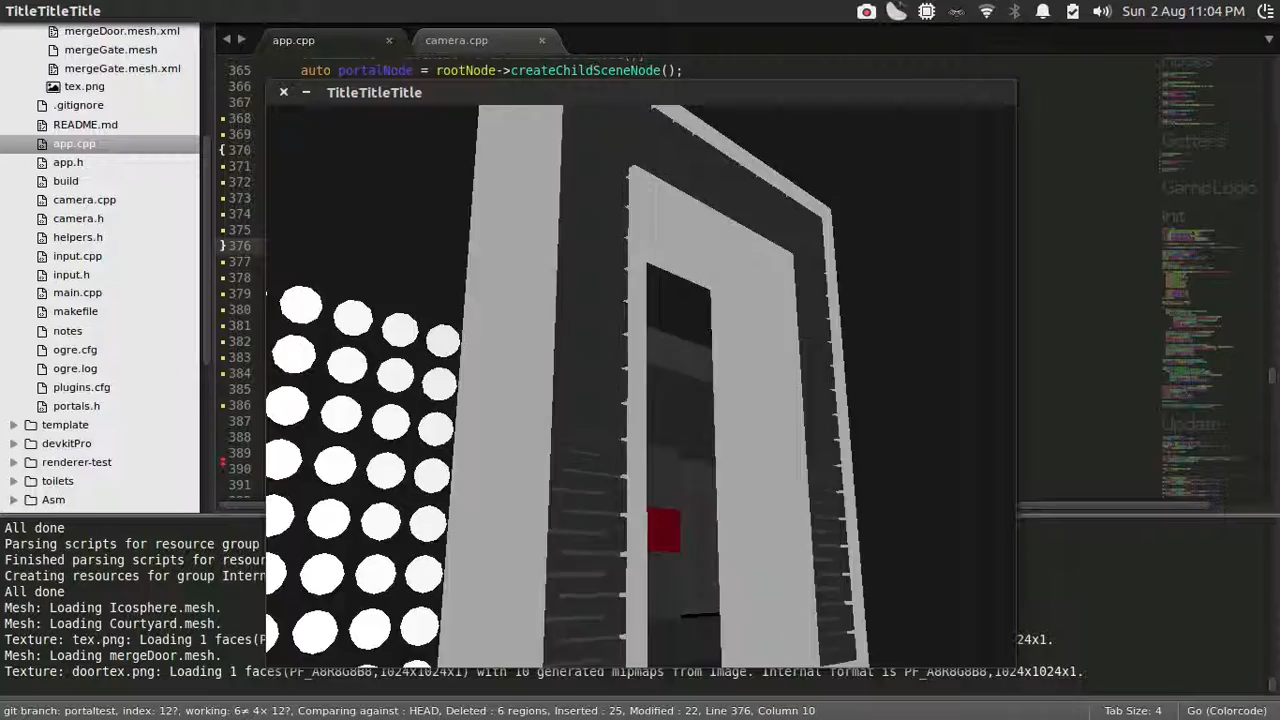 TitleTitleTitle
Sun 2 Aug 11:04 PM
mergeDoor.mesh.xml
mergeGate.mesh
mergeGate.mesh.xml
tex.png
.gitignore
README.md
app.cpp
app.h
build
camera.cpp
camera.h
helpers.h
input.cpp
input.h
main.cpp
makefile
notes
ogre.cfg
ogre.log
plugins.cfg
portals.h
template
devkitPro
renderer-test
toilets
Asm
app.cpp
camera.cpp
365 auto portalNode = rootNode->createChildSceneNode();
366
367
368
369
{ 370
371
372
373
374
375
} 376
377
378
379
380
381
382
383
384
385
386
387
388
389
390
391
TitleTitleTitle
Getters
GameLogic
Init
Update
All done
Parsing scripts for resource group
Finished parsing scripts for resour
Creating resources for group Intern
All done
Mesh: Loading Icosphere.mesh.
Mesh: Loading Courtyard.mesh.
Texture: tex.png: Loading 1 faces(P 24x1.
Mesh: Loading mergeDoor.mesh.
Texture: doortex.png: Loading 1 faces(PF_A8R8G8B8,1024x1024x1) with 10 generated mipmaps from Image. Internal format is PF_A8R8G8B8,1024x1024x1.
git branch: portaltest, index: 12?, working: 6≠ 4× 12?, Comparing against : HEAD, Deleted : 6 regions, Inserted : 25, Modified : 22, Line 376, Column 10
Tab Size: 4
Go (Colorcode)